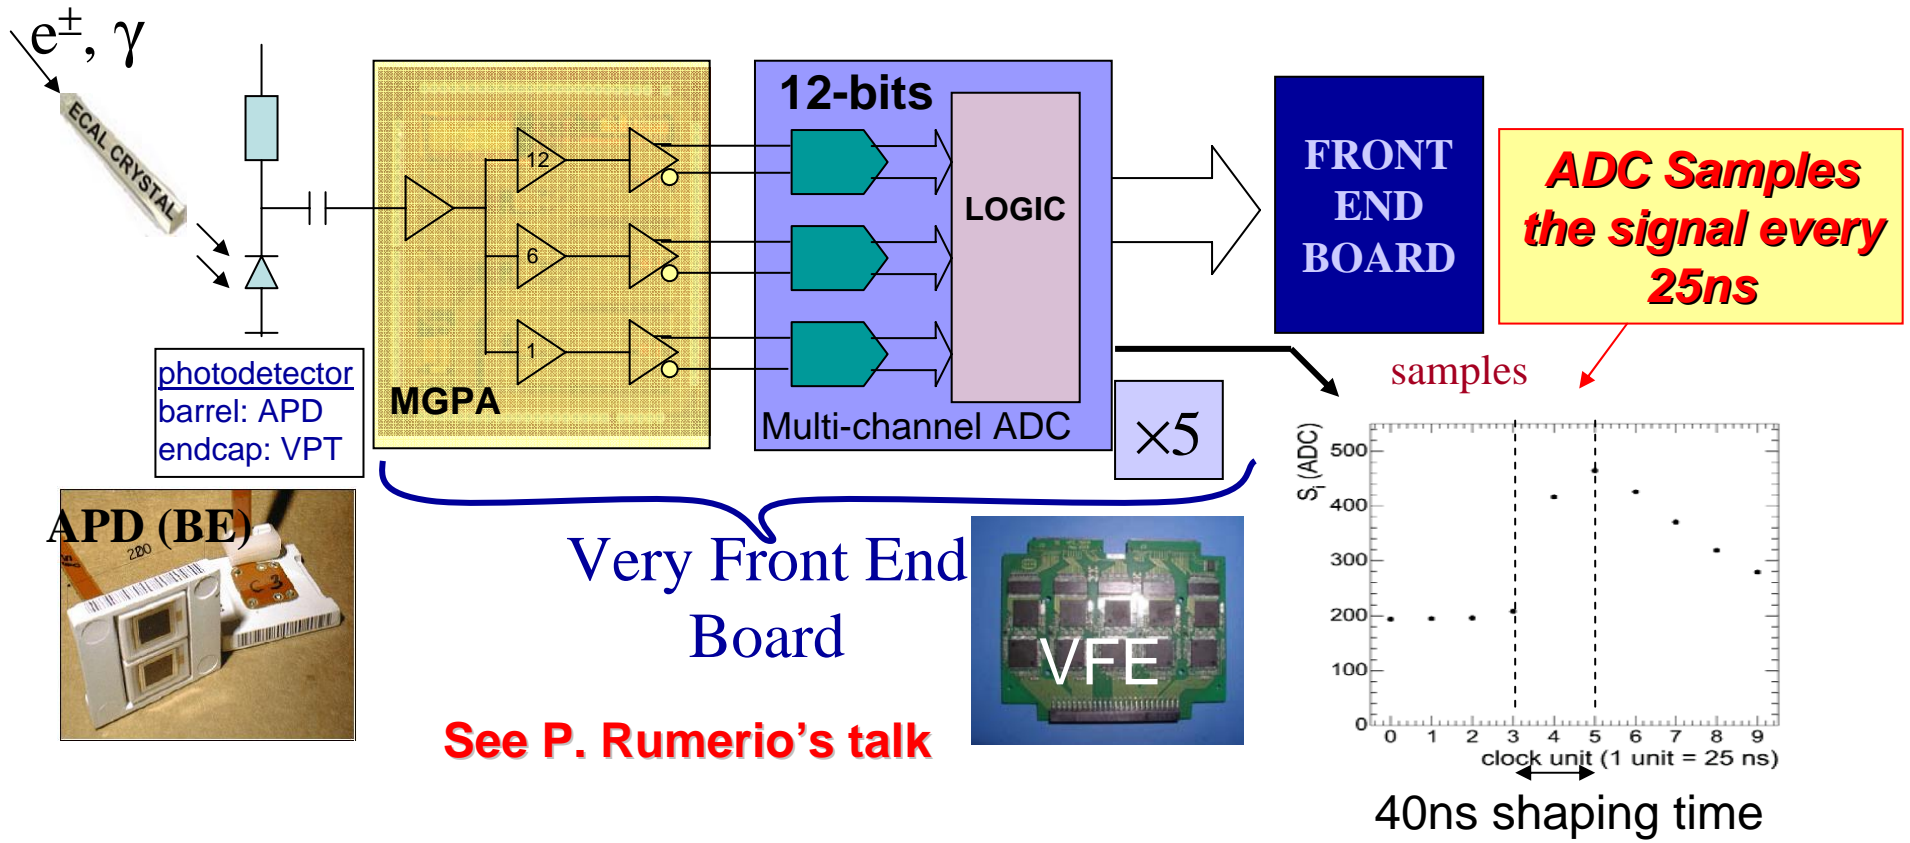 e±, γ
ECAL CRYSTAL
12-bits
12
6
1
LOGIC
MGPA
Multi-channel ADC
×5
FRONT
END
BOARD
ADC Samples
the signal every
25ns
photodetector
barrel: APD
endcap: VPT
samples
APD (BE)
200
C3
Very Front End
Board
VFE
See P. Rumerio's talk
Si (ADC)
500
400
300
200
100
0
0 1 2 3 4 5 6 7 8 9
clock unit (1 unit = 25 ns)
40ns shaping time